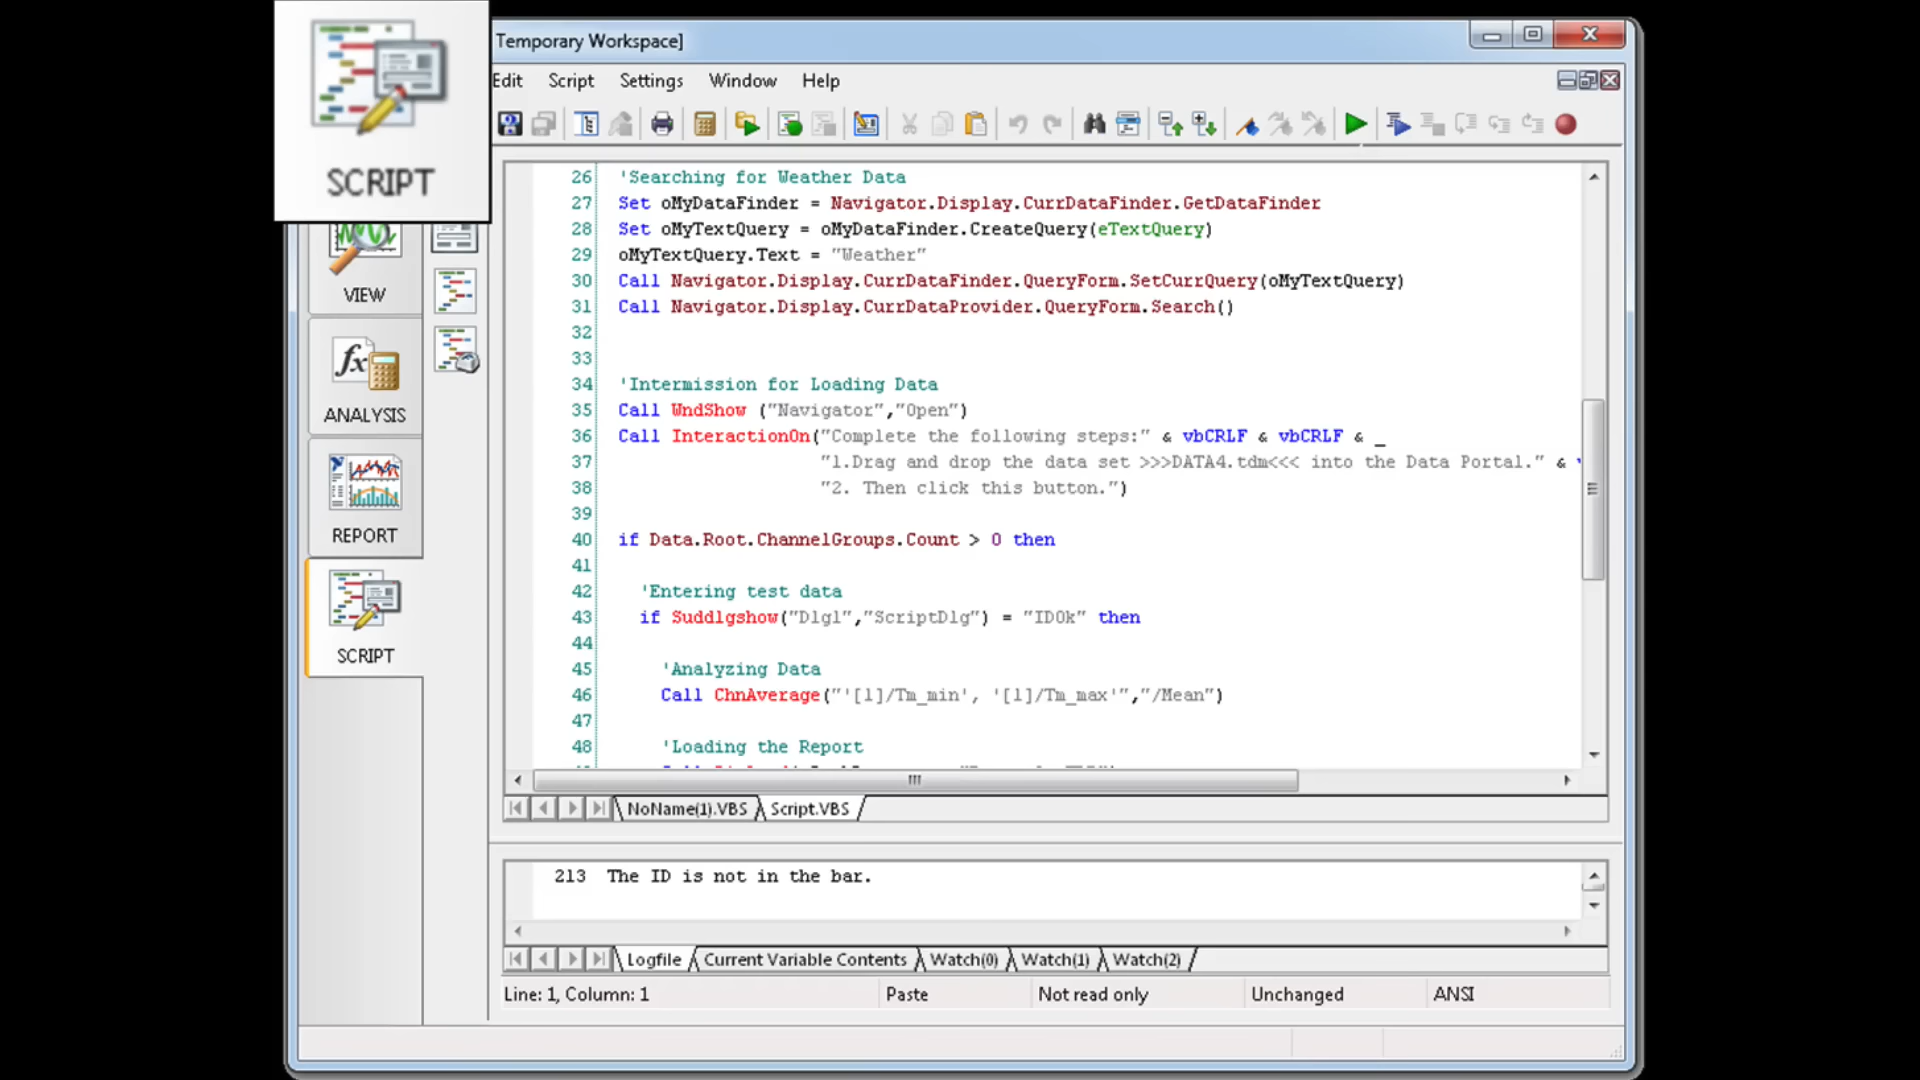 SCRIPT
Temporary Workspace]
Edit Script Settings Window Help
VIEW
ANALYSIS
REPORT
SCRIPT
26 'Searching for Weather Data
27 Set oMyDataFinder = Navigator.Display.CurrDataFinder.GetDataFinder
28 Set oMyTextQuery = oMyDataFinder.CreateQuery(eTextQuery)
29 oMyTextQuery.Text = "Weather"
30 Call Navigator.Display.CurrDataFinder.QueryForm.SetCurrQuery(oMyTextQuery)
31 Call Navigator.Display.CurrDataProvider.QueryForm.Search()
32
33
34 'Intermission for Loading Data
35 Call WndShow ("Navigator","Open")
36 Call InteractionOn("Complete the following steps:" & vbCRLF & vbCRLF & _
37 "1.Drag and drop the data set >>>DATA4.tdm<<< into the Data Portal." &
38 "2. Then click this button.")
39
40 if Data.Root.ChannelGroups.Count > 0 then
41
42 'Entering test data
43 if Suddlgshow("Dlg1","ScriptDlg") = "IDOk" then
44
45 'Analyzing Data
46 Call ChnAverage("'[1]/Tm_min', '[1]/Tm_max'","/Mean")
47
48 'Loading the Report
NoName(1).VBS Script.VBS
213 The ID is not in the bar.
Logfile Current Variable Contents Watch(0) Watch(1) Watch(2)
Line: 1, Column: 1 Paste Not read only Unchanged ANSI